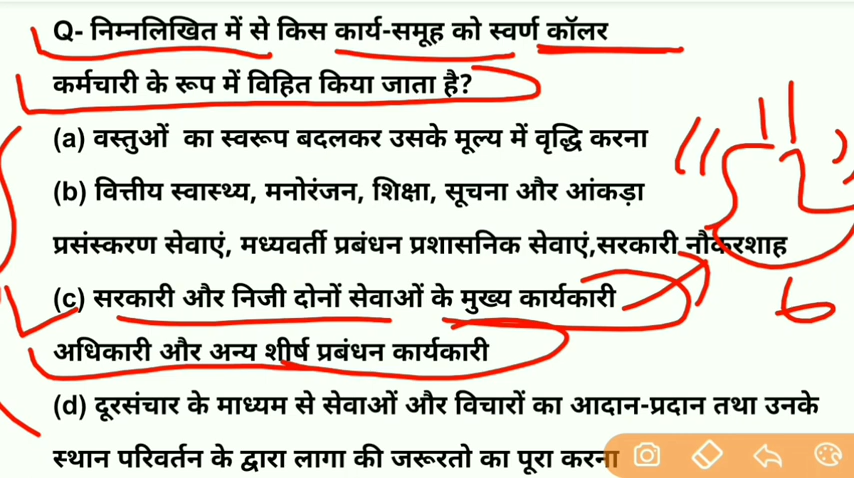 Q- निम्नलिखित में से किस कार्य-समूह को स्वर्ण कॉलर
कर्मचारी के रूप में विहित किया जाता है?
(a) वस्तुओं का स्वरूप बदलकर उसके मूल्य में वृद्धि करना
(b) वित्तीय स्वास्थ्य, मनोरंजन, शिक्षा, सूचना और आंकड़ा
प्रसंस्करण सेवाएं, मध्यवर्ती प्रबंधन प्रशासनिक सेवाएं,सरकारी नौकरशाह
(c) सरकारी और निजी दोनों सेवाओं के मुख्य कार्यकारी
अधिकारी और अन्य शीर्ष प्रबंधन कार्यकारी
(d) दूरसंचार के माध्यम से सेवाओं और विचारों का आदान-प्रदान तथा उनके
स्थान परिवर्तन के द्वारा लागा की जरूरतो का पूरा करना